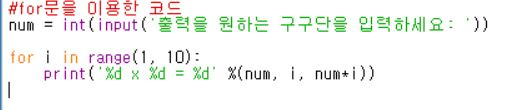 #for문을 이용한 코드
num = int(input('출력을 원하는 구구단을 입력하세요: '))
for i in range(1, 10):
    print('%d x %d = %d' %(num, i, num*i))